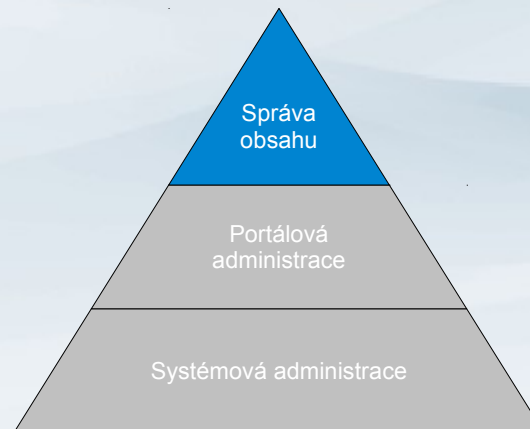 Správa
obsahu
Portálová
administrace
Systémová administrace